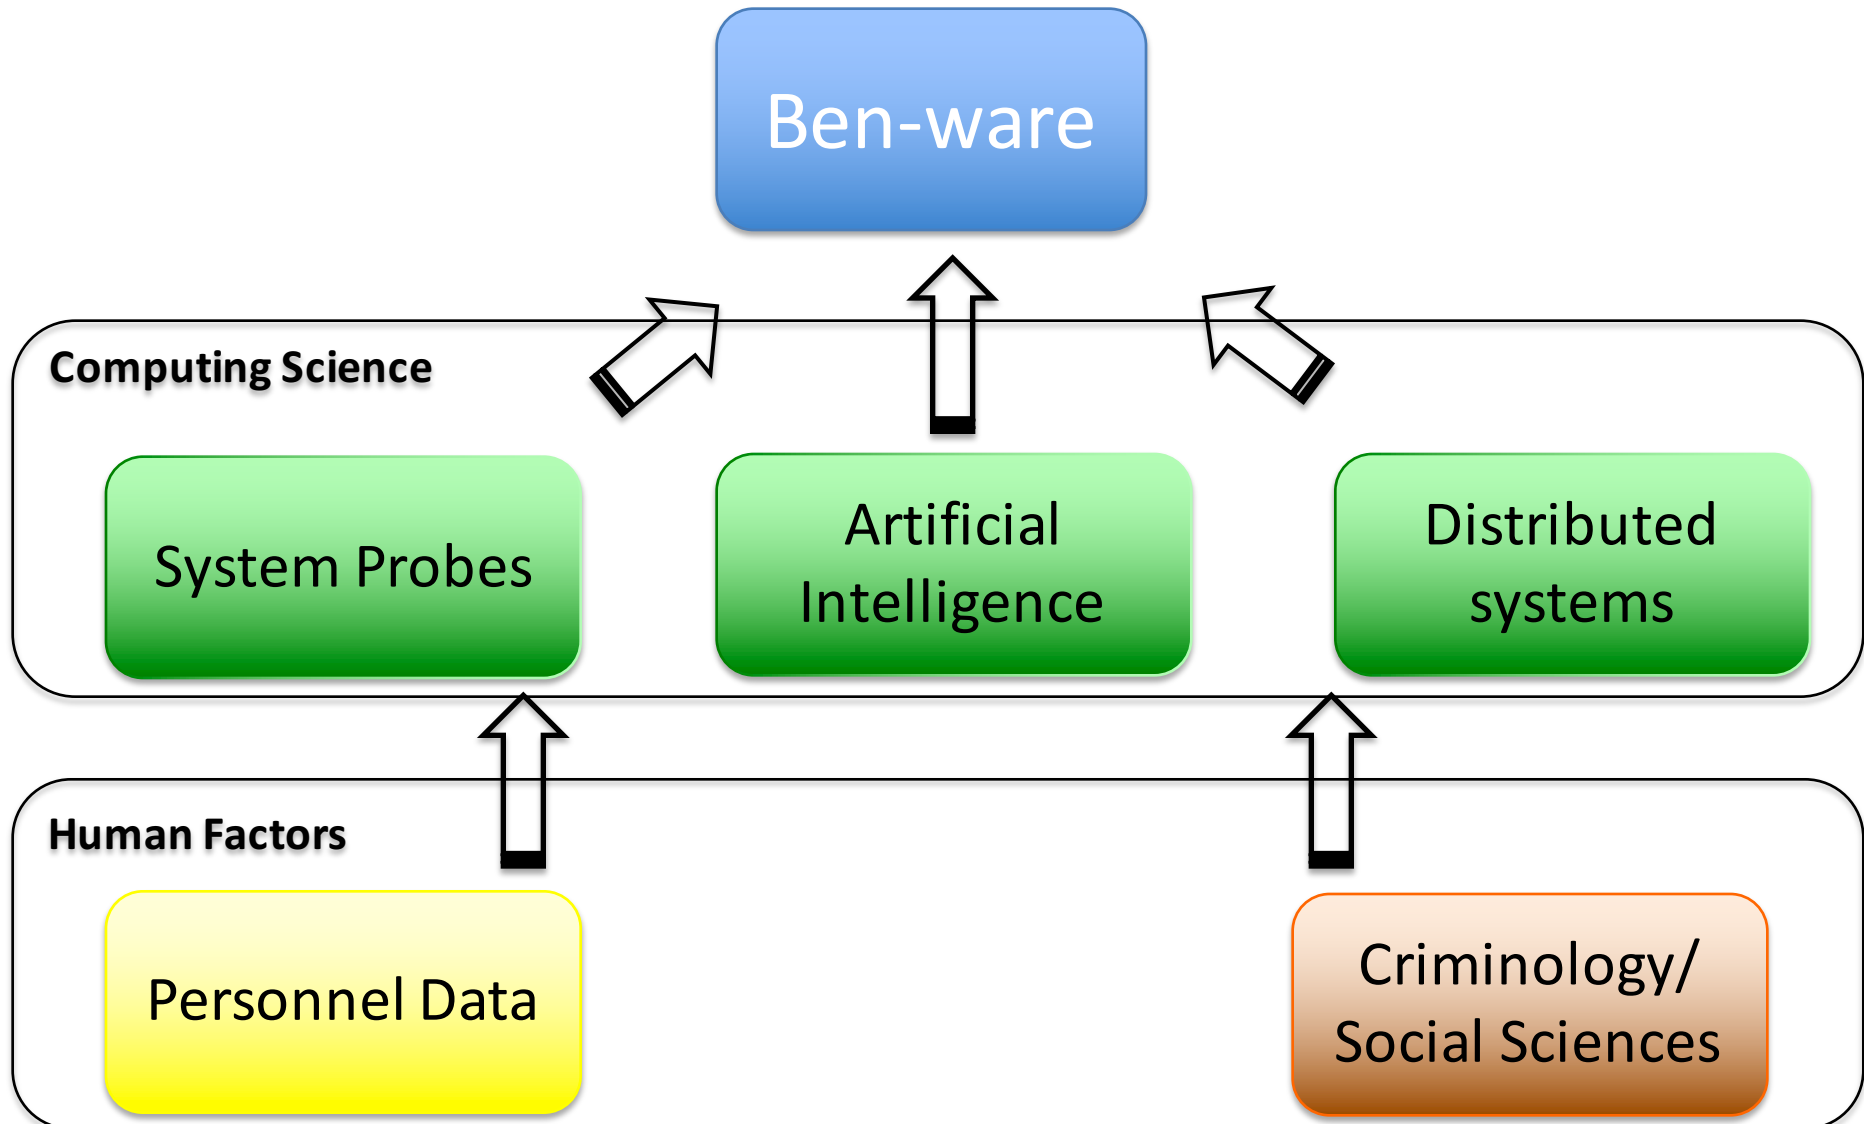 Ben-ware
Computing Science
System Probes
Artificial
Intelligence
Distributed
systems
Human Factors
Personnel Data
Criminology/
Social Sciences